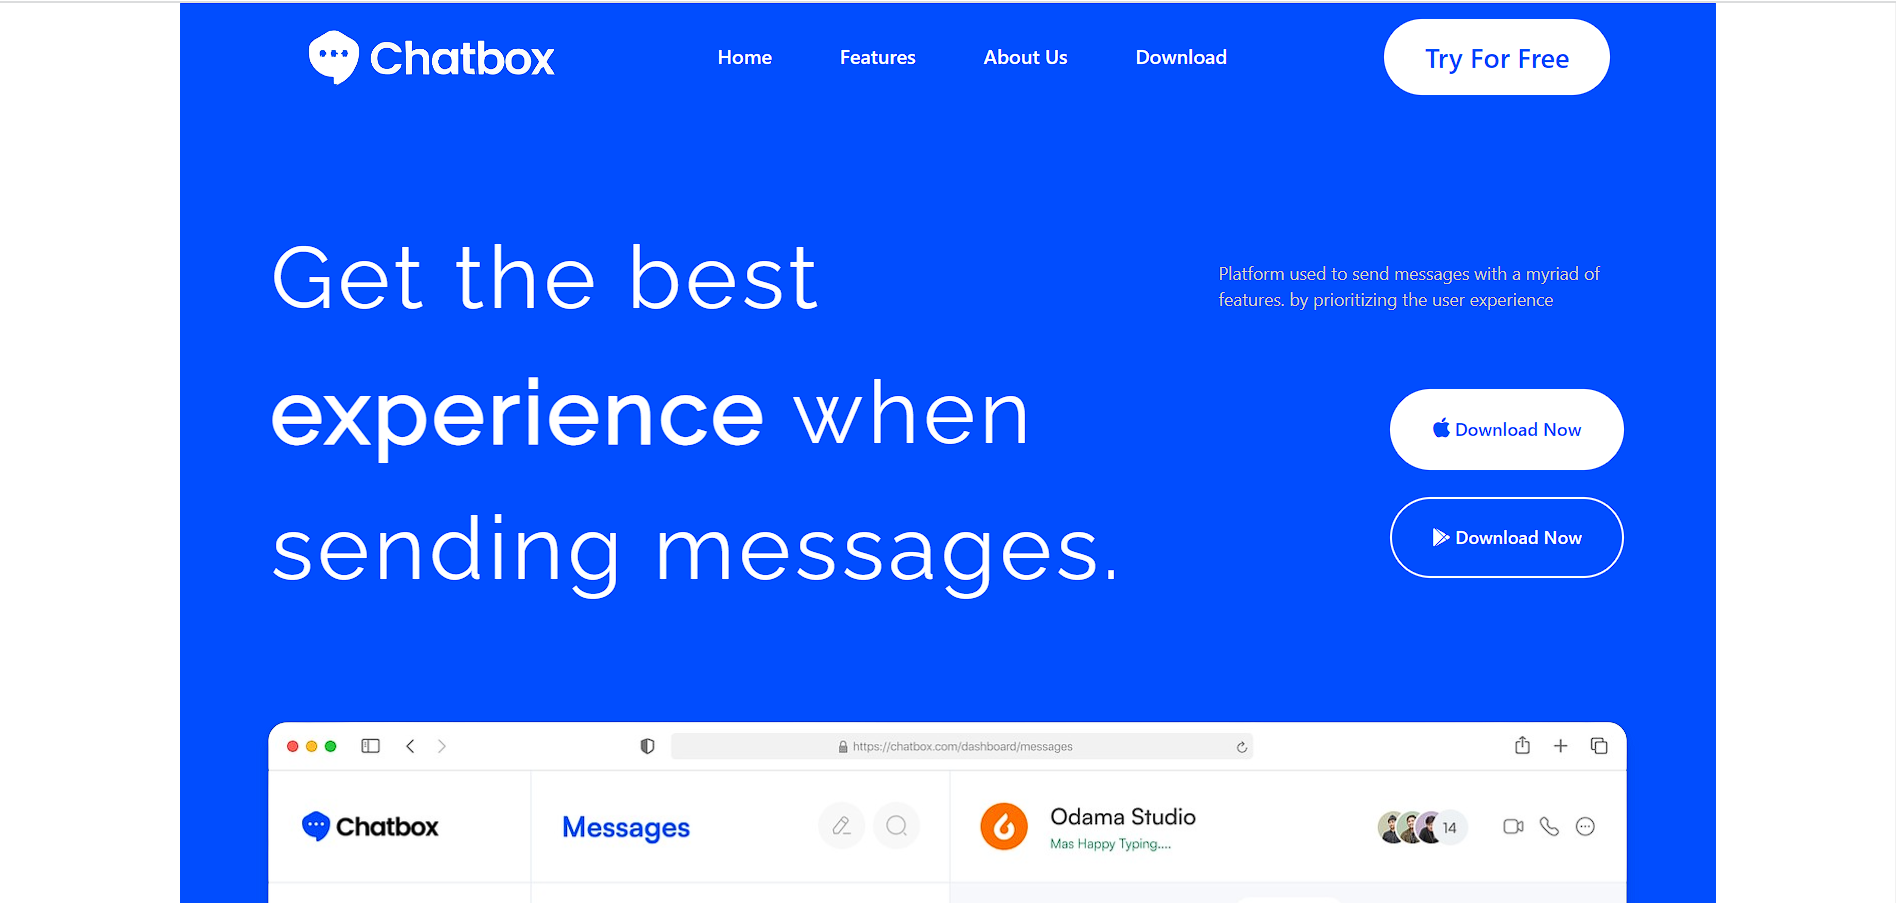 Chatbox
Home Features About Us Download
Try For Free
Get the best
experience when
sending messages.
Platform used to send messages with a myriad of
features. by prioritizing the user experience
Download Now
Download Now
https://chatbox.com/dashboard/messages
Chatbox
Messages
Odama Studio
Mas Happy Typing....
14